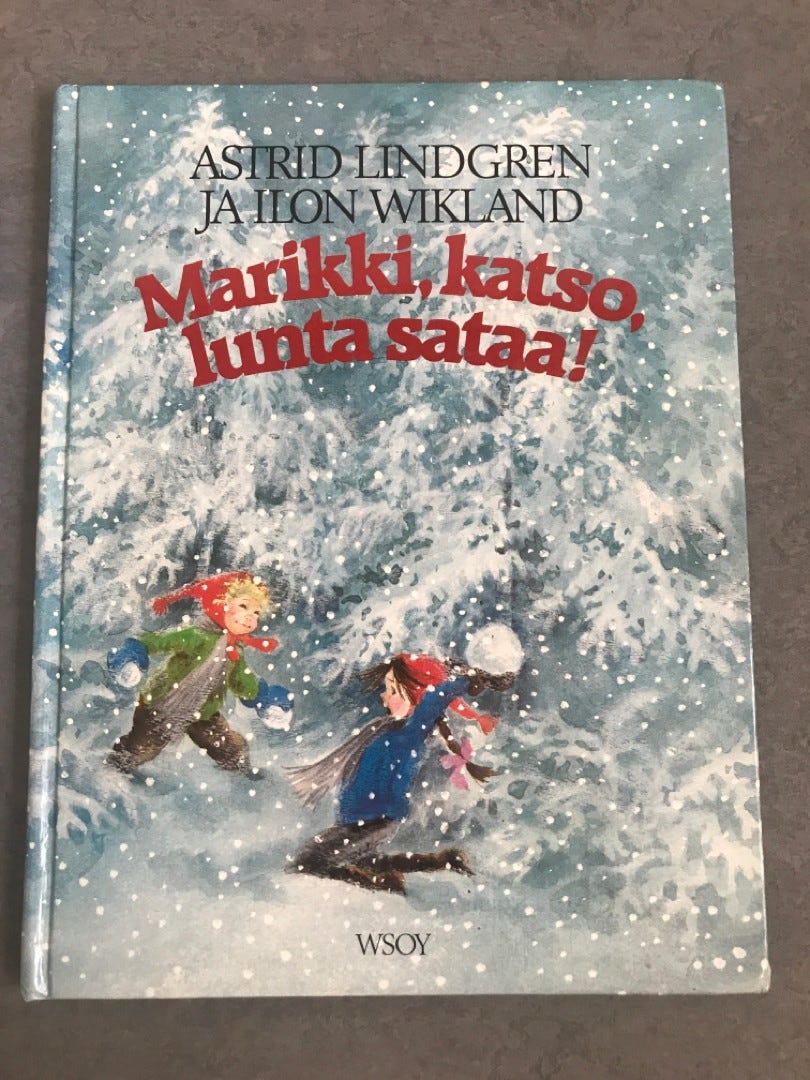 ASTRID LINDGREN
JA ILON WIKLAND
Marikki, katso,
lunta sataa!
WSOY